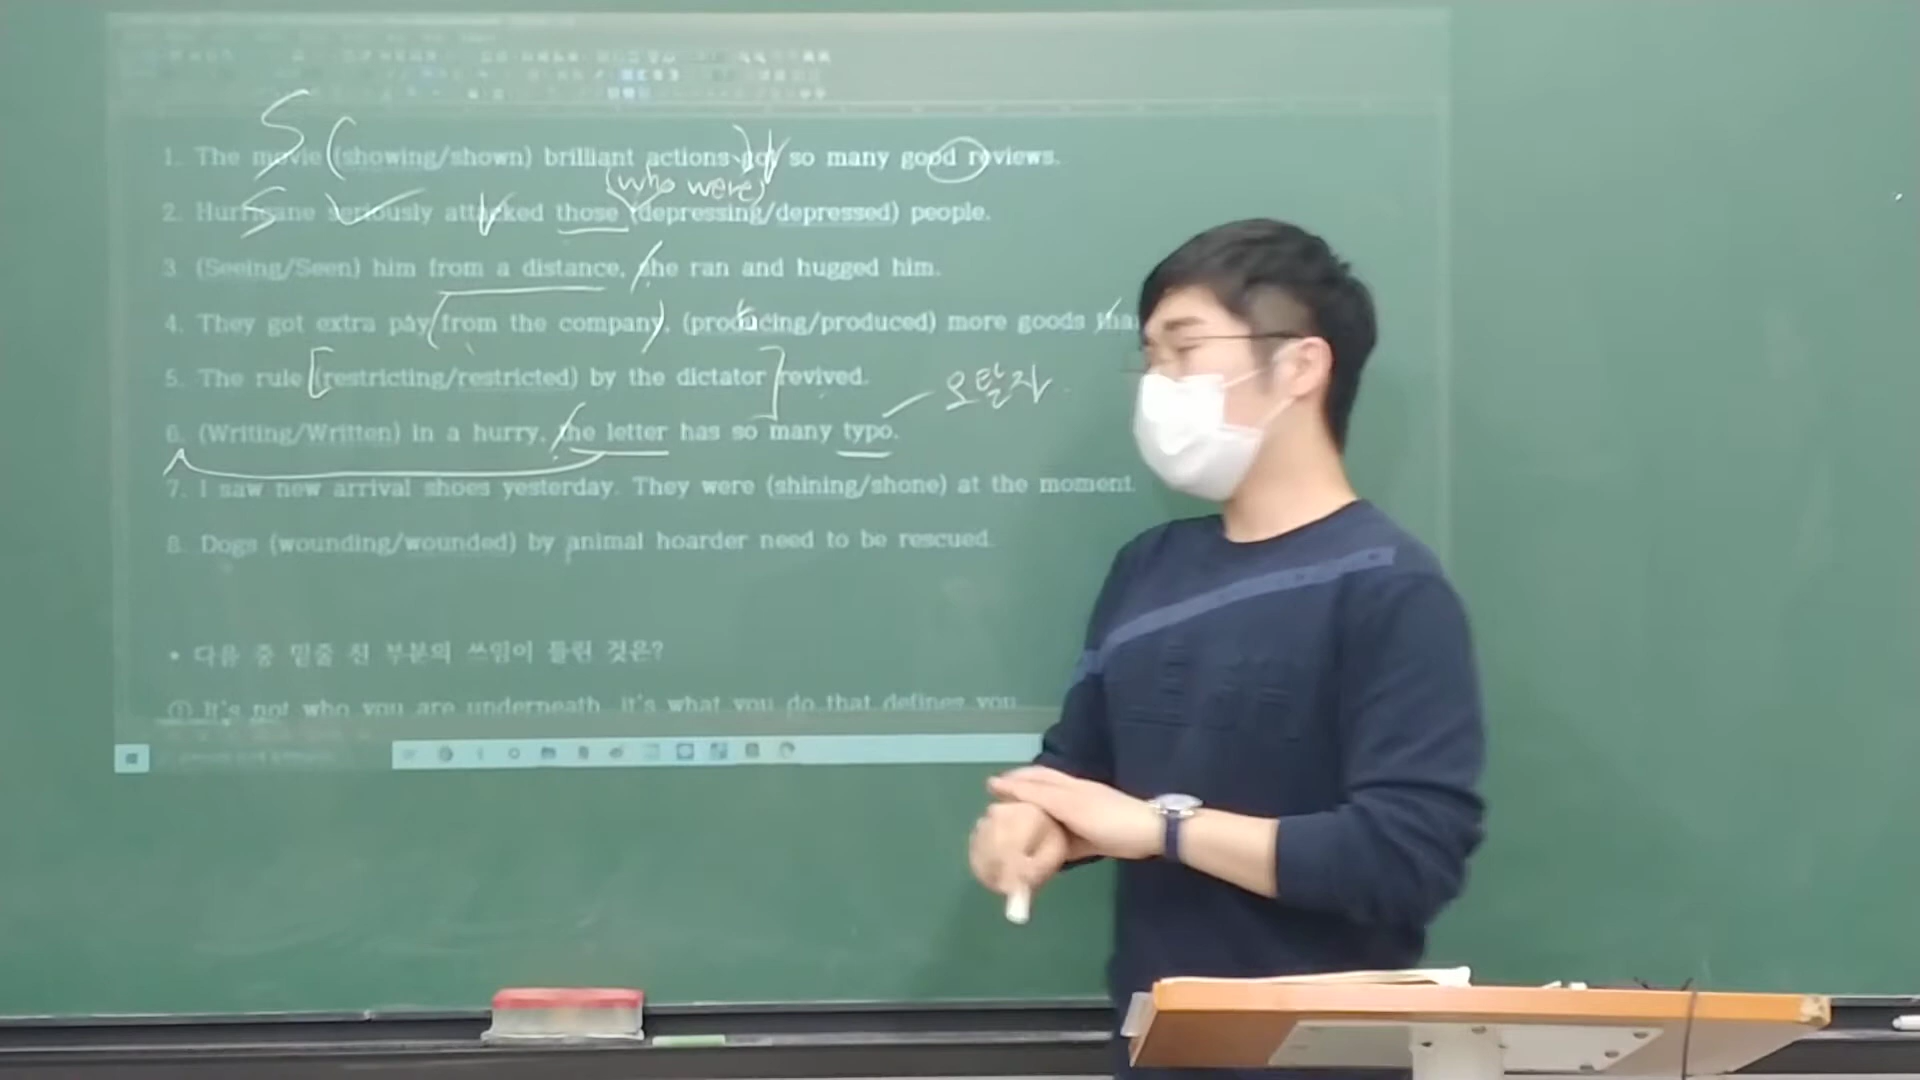 S
1. The movie (showing/shown) brilliant actions got so many good reviews.
(who were)
2. Hurricane seriously attacked those (depressing/depressed) people.
S
3. (Seeing/Seen) him from a distance, she ran and hugged him.
4. They got extra pay from the company, (producing/produced) more goods tha
5. The rule (restricting/restricted) by the dictator revived.
오탈자
6. (Writing/Written) in a hurry, the letter has so many typo.
7. I saw new arrival shoes yesterday. They were (shining/shone) at the moment.
8. Dogs (wounding/wounded) by animal hoarder need to be rescued.
• 다음 중 밑줄 친 부분의 쓰임이 틀린 것은?
① It's not who you are underneath, it's what you do that defines you